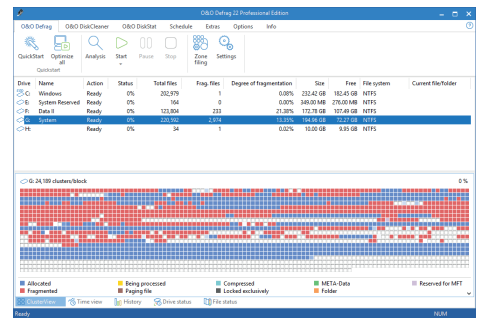 O&O Defrag 22 Professional Edition
O&O Defrag O&O DiskCleaner O&O DiskStat Schedule Extras Options Info
QuickStart Optimize all Analysis Start Pause Stop Zone filing Settings
Quickstart
Drive Name Action Status Total files Frag. files Degree of fragmentation Size Free File system Current file/folder
C: Windows Ready 0% 202,979 1 0.08% 232.42 GB 182.45 GB NTFS
E: System Reserved Ready 0% 164 0 0.00% 349.00 MB 276.00 MB NTFS
F: Data II Ready 0% 123,804 233 21.38% 172.78 GB 107.49 GB NTFS
G: System Ready 0% 220,592 2,974 13.35% 194.96 GB 72.27 GB NTFS
H: Ready 0% 34 1 0.02% 10.00 GB 9.95 GB NTFS
G: 24,189 clusters/block 0 %
Allocated Being processed Compressed META-Data Reserved for MFT
Fragmented Paging file Locked exclusively Folder
ClusterView Time view History Drive status File status
Ready NUM